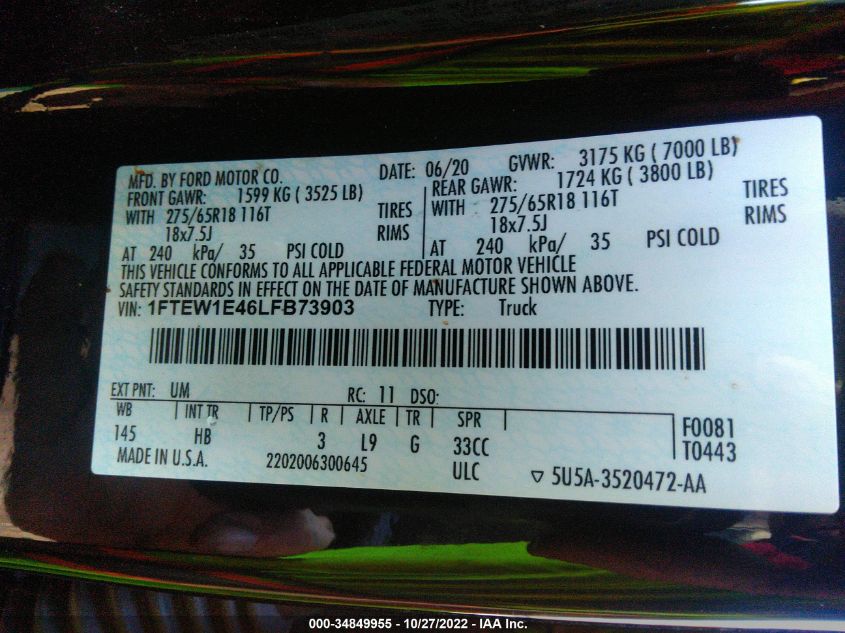 MFD. BY FORD MOTOR CO.
DATE: 06/20 GVWR: 3175 KG ( 7000 LB)
FRONT GAWR: 1599 KG ( 3525 LB)
REAR GAWR: 1724 KG ( 3800 LB)
WITH 275/65R18 116T TIRES
WITH 275/65R18 116T TIRES
18x7.5J RIMS
18x7.5J RIMS
AT 240 kPa/ 35 PSI COLD
AT 240 kPa/ 35 PSI COLD
THIS VEHICLE CONFORMS TO ALL APPLICABLE FEDERAL MOTOR VEHICLE
SAFETY STANDARDS IN EFFECT ON THE DATE OF MANUFACTURE SHOWN ABOVE.
VIN: 1FTEW1E46LFB73903 TYPE: Truck
EXT PNT: UM RC: 11 DSO:
WB INT TR TP/PS R AXLE TR SPR F0081
145 HB 3 L9 G 33CC T0443
MADE IN U.S.A. 2202006300645 ULC ▽ 5U5A-3520472-AA
000-34849955 - 10/27/2022 - IAA Inc.